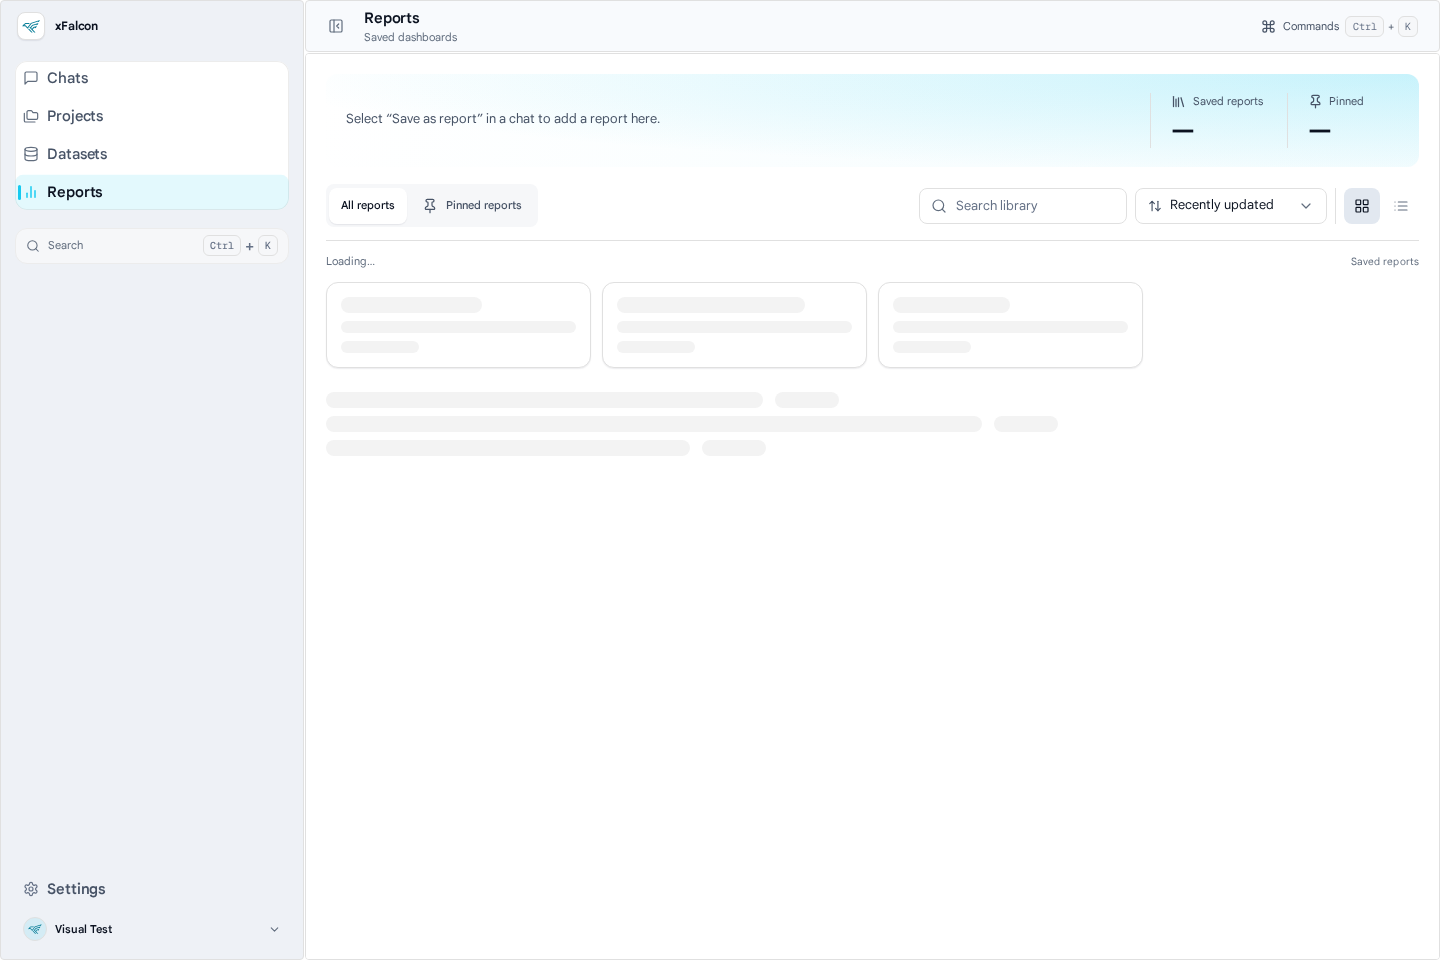 xFalcon
Chats
Projects
Datasets
Reports
Search
Ctrl + K
Settings
Visual Test
Reports
Saved dashboards
Commands Ctrl + K
Select “Save as report” in a chat to add a report here.
Saved reports
—
Pinned
—
All reports
Pinned reports
Search library
Recently updated
Loading...
Saved reports